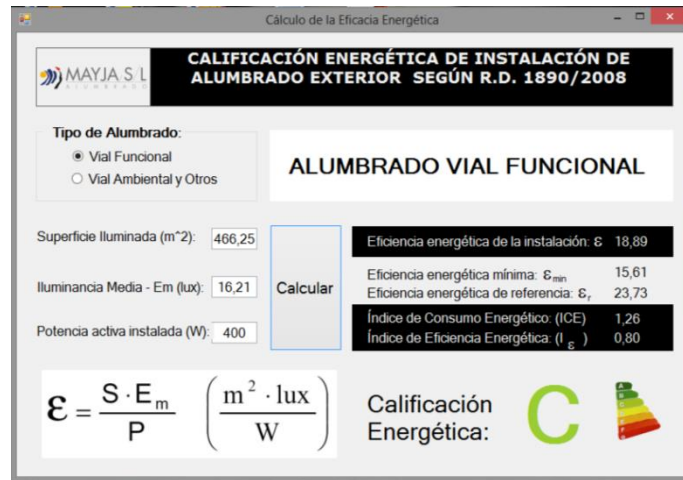 Cálculo de la Eficacia Energética
MAYJA S/L
ALUMBRADO
CALIFICACIÓN ENERGÉTICA DE INSTALACIÓN DE
ALUMBRADO EXTERIOR SEGÚN R.D. 1890/2008
Tipo de Alumbrado:
Vial Funcional
Vial Ambiental y Otros
ALUMBRADO VIAL FUNCIONAL
Superficie Iluminada (m^2): 466,25
Iluminancia Media - Em (lux): 16,21
Potencia activa instalada (W): 400
Calcular
Eficiencia energética de la instalación: ε 18,89
Eficiencia energética mínima: ε min 15,61
Eficiencia energética de referencia: ε r 23,73
Índice de Consumo Energético: (ICE) 1,26
Índice de Eficiencia Energética: (I ε ) 0,80
ε = S · E m / P ( m² · lux / W )
Calificación
Energética:
C